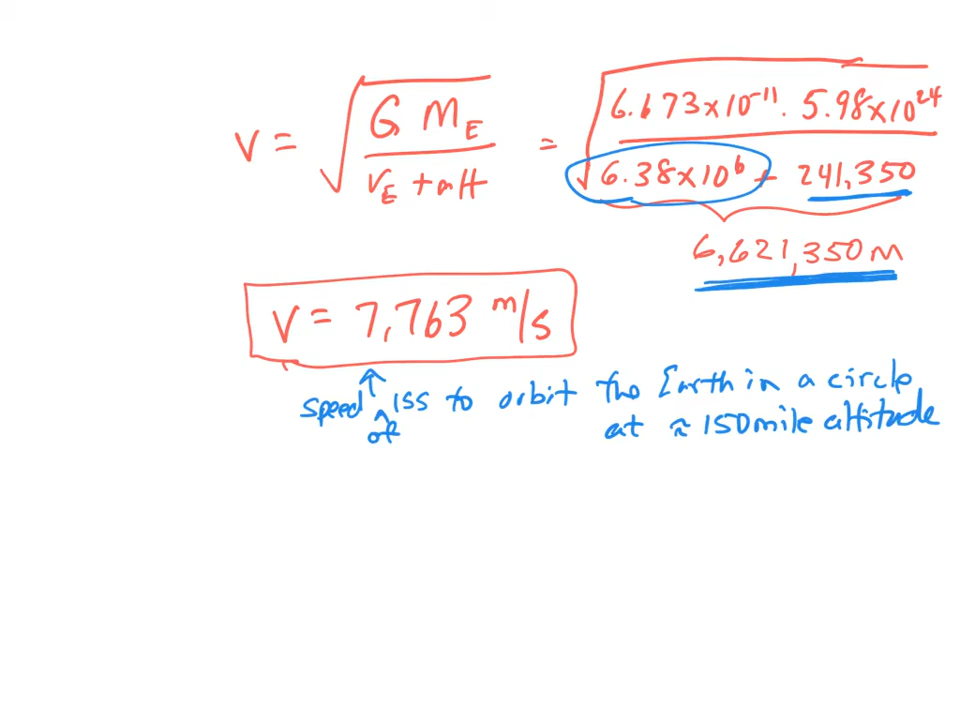 v = √(G M_E / (r_E + alt)) = √(6.673x10^-11 · 5.98x10^24 / (6.38x10^6 + 241,350))
6,621,350 m
v = 7,763 m/s
speed of ISS to orbit the Earth in a circle
at ≈ 150 mile altitude